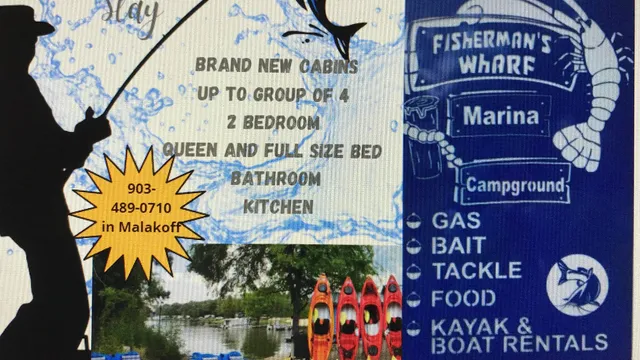 Stay
BRAND NEW CABINS
UP TO GROUP OF 4
2 BEDROOM
QUEEN AND FULL SIZE BED
BATHROOM
KITCHEN
903-
489-0710
in Malakoff
FISHERMAN'S
WHARF
Marina
Campground
GAS
BAIT
TACKLE
FOOD
KAYAK &
BOAT RENTALS